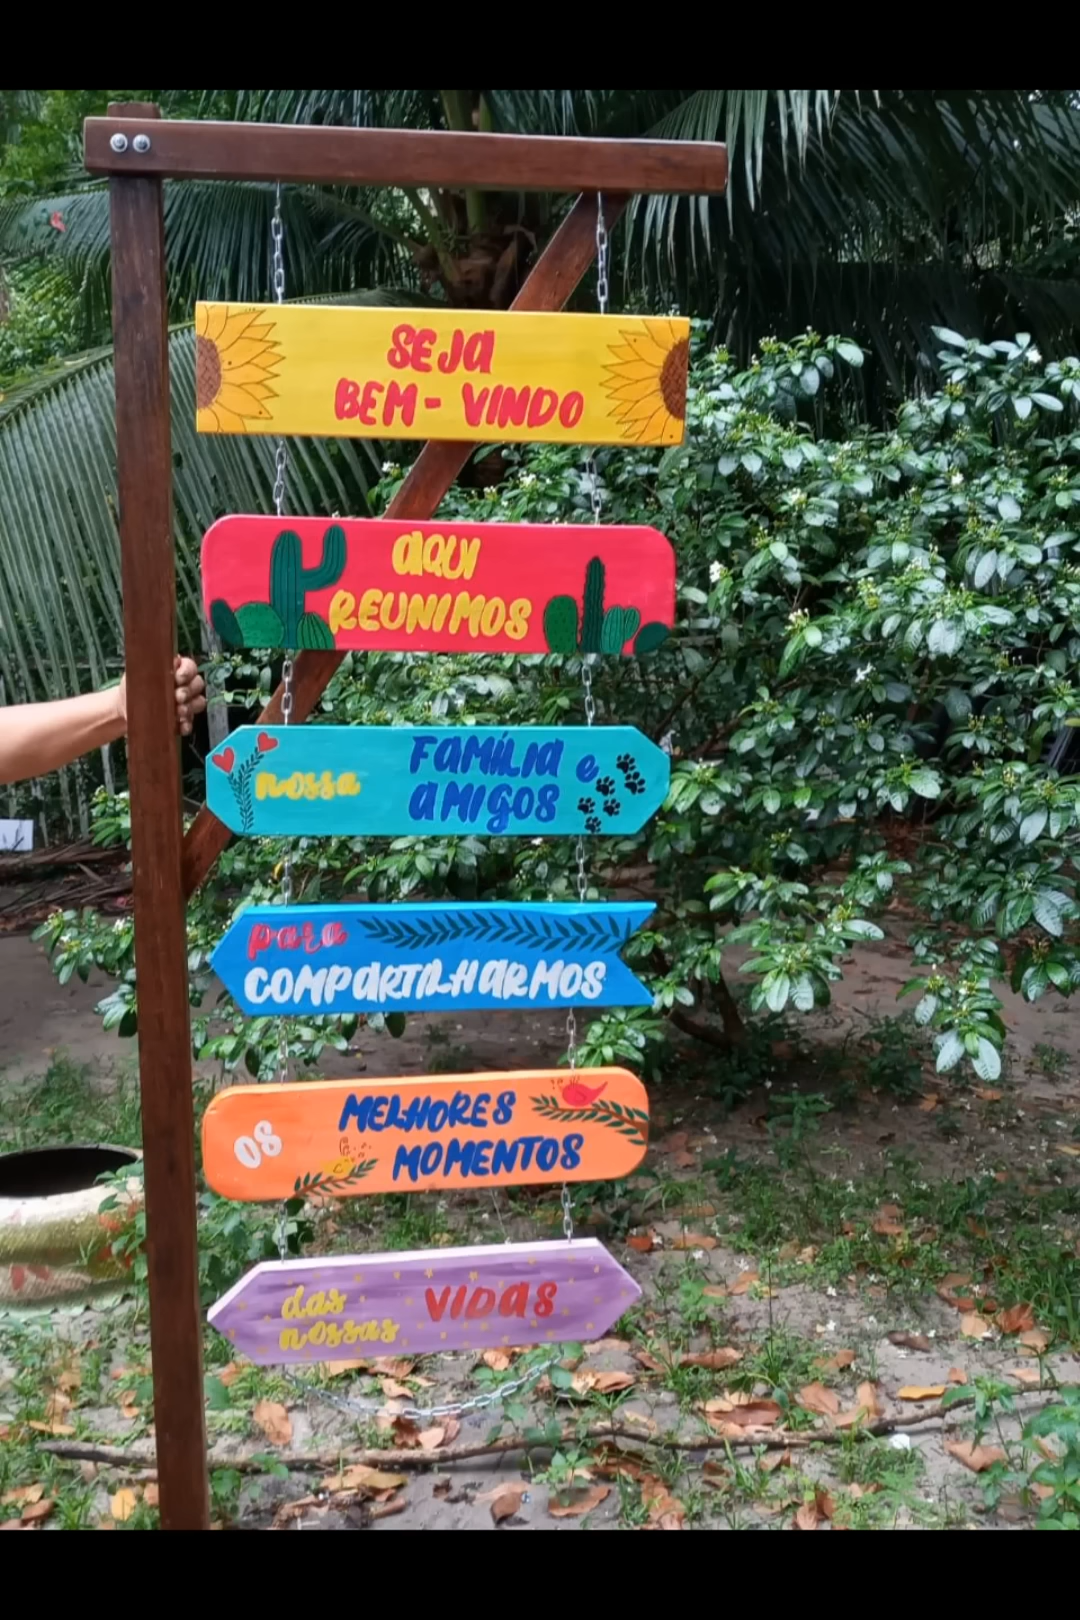 SEJA
BEM-VINDO
AQUI
REUNIMOS
nossa FAMÍLIA e
AMIGOS
para
COMPARTILHARMOS
OS MELHORES
MOMENTOS
das VIDAS
nossas